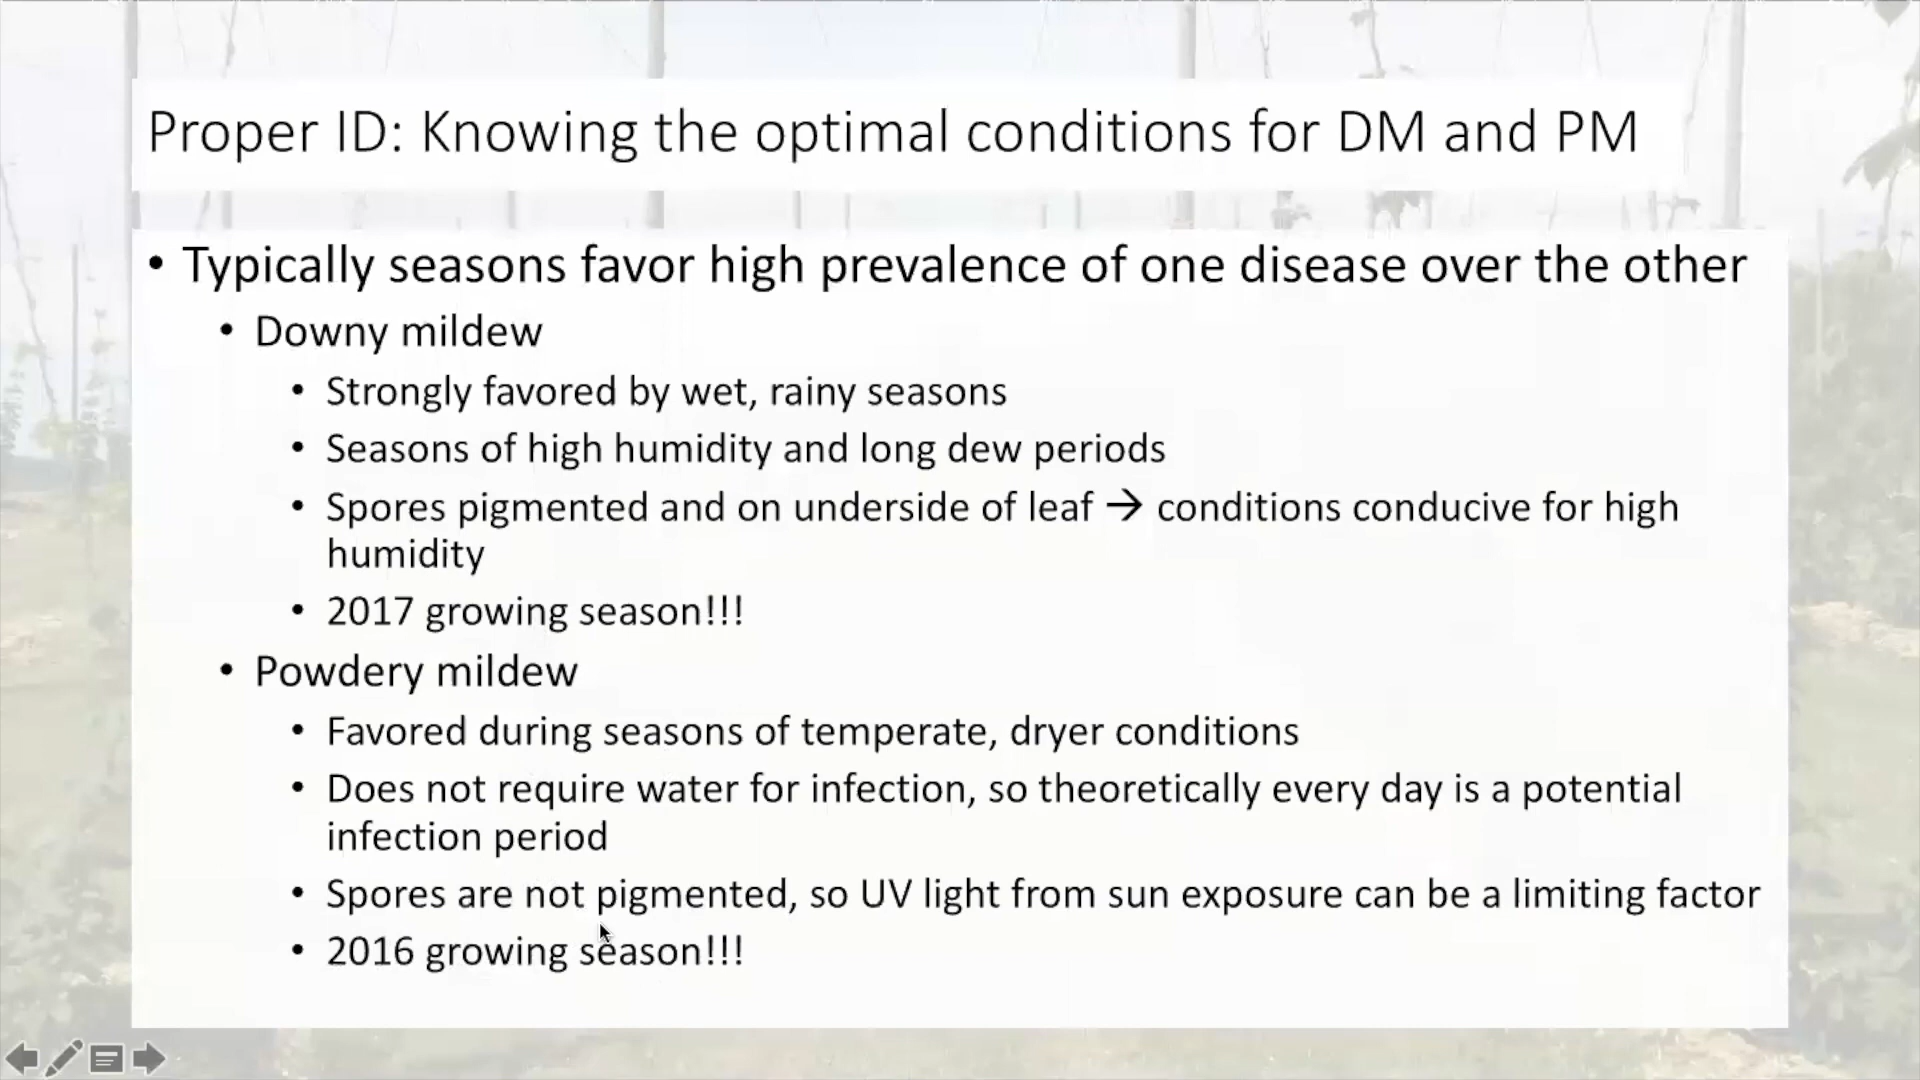 Proper ID: Knowing the optimal conditions for DM and PM
• Typically seasons favor high prevalence of one disease over the other
• Downy mildew
• Strongly favored by wet, rainy seasons
• Seasons of high humidity and long dew periods
• Spores pigmented and on underside of leaf → conditions conducive for high
humidity
• 2017 growing season!!!
• Powdery mildew
• Favored during seasons of temperate, dryer conditions
• Does not require water for infection, so theoretically every day is a potential
infection period
• Spores are not pigmented, so UV light from sun exposure can be a limiting factor
• 2016 growing season!!!